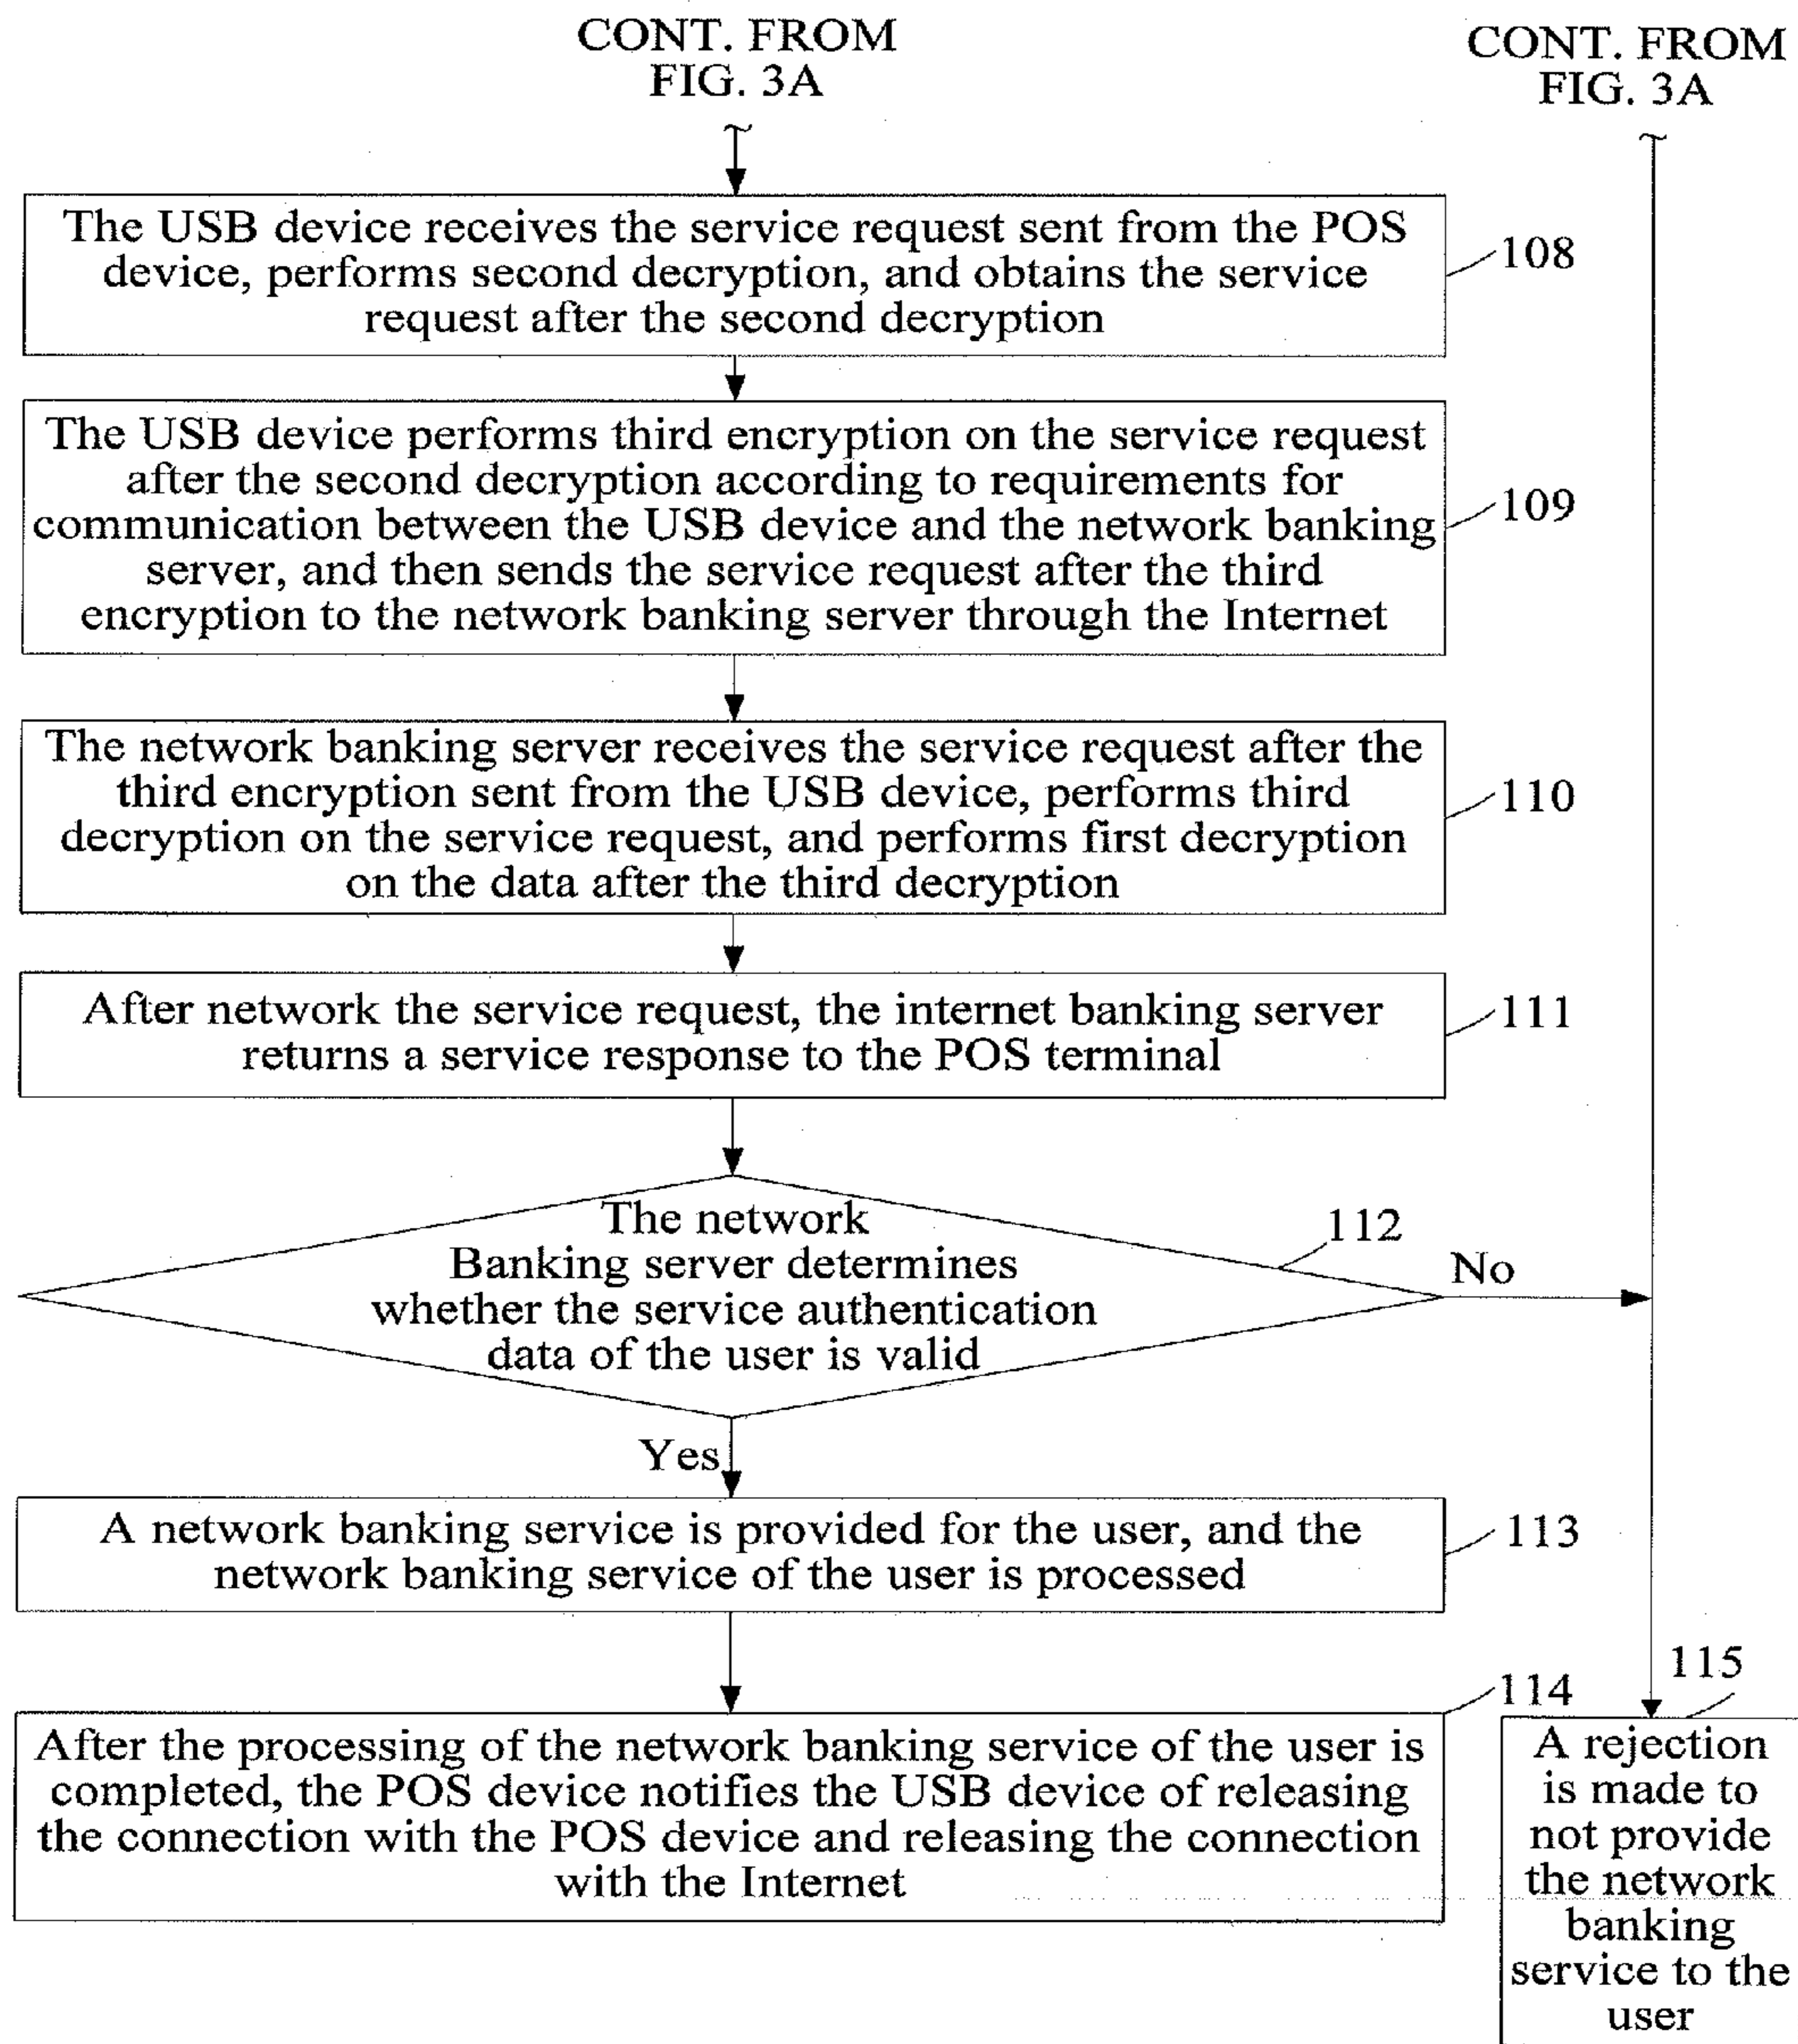 CONT. FROM
FIG. 3A
CONT. FROM
FIG. 3A
The USB device receives the service request sent from the POS
device, performs second decryption, and obtains the service
request after the second decryption
108
The USB device performs third encryption on the service request
after the second decryption according to requirements for
communication between the USB device and the network banking
server, and then sends the service request after the third
encryption to the network banking server through the Internet
109
The network banking server receives the service request after the
third encryption sent from the USB device, performs third
decryption on the service request, and performs first decryption
on the data after the third decryption
110
After network the service request, the internet banking server
returns a service response to the POS terminal
111
The network
Banking server determines
whether the service authentication
data of the user is valid
112
No
Yes
A network banking service is provided for the user, and the
network banking service of the user is processed
113
After the processing of the network banking service of the user is
completed, the POS device notifies the USB device of releasing
the connection with the POS device and releasing the connection
with the Internet
114
115
A rejection
is made to
not provide
the network
banking
service to the
user